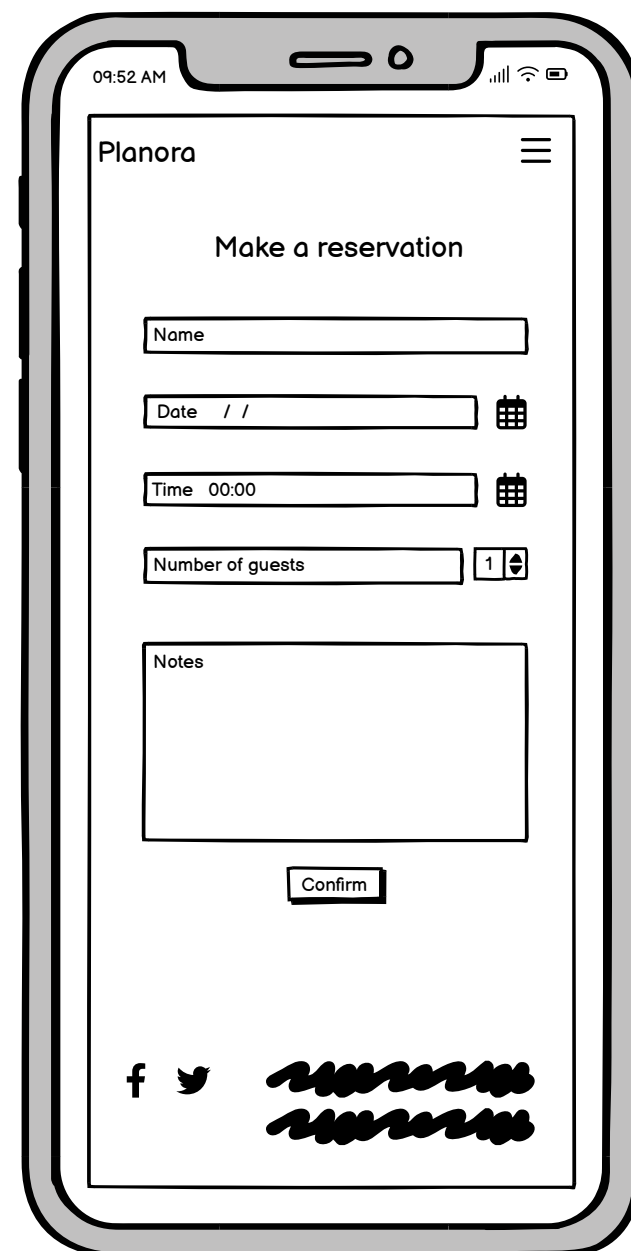 09:52 AM
Planora
Make a reservation
Name
Date / /
Time 00:00
Number of guests 1
Notes
Confirm